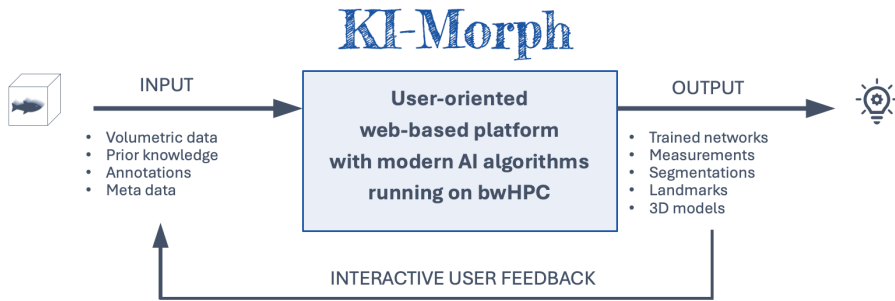 KI-Morph
INPUT
• Volumetric data
• Prior knowledge
• Annotations
• Meta data
User-oriented
web-based platform
with modern AI algorithms
running on bwHPC
OUTPUT
• Trained networks
• Measurements
• Segmentations
• Landmarks
• 3D models
INTERACTIVE USER FEEDBACK